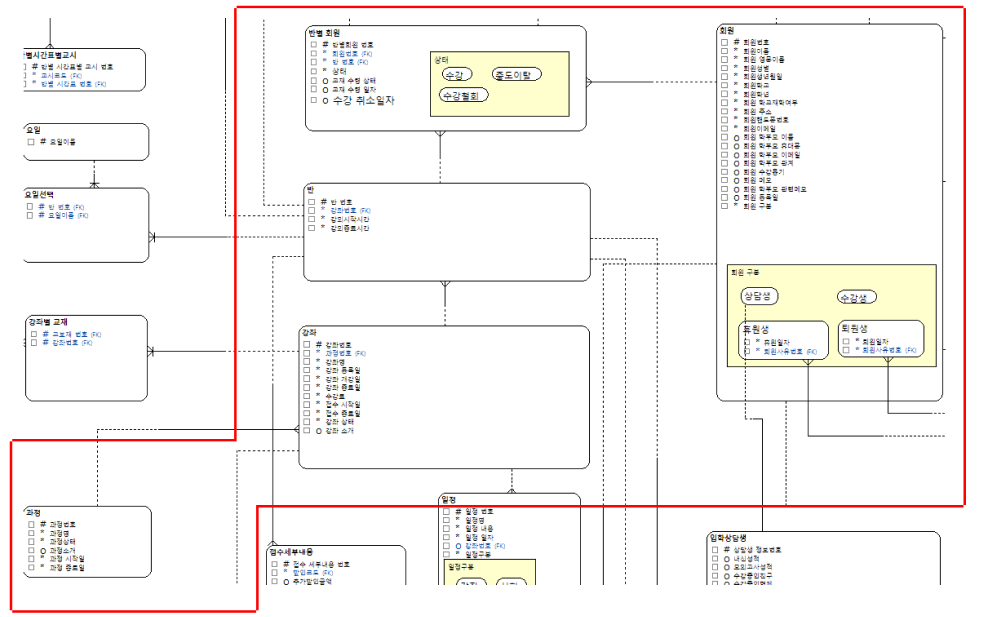 별시간표별교시
# 반별 시간표별 교시 번호
* 교시코드 (FK)
* 반별 시간표 번호 (FK)
요일
# 요일이름
요일선택
# 반 번호 (FK)
# 요일이름 (FK)
강좌별 교재
# 교보재 번호 (FK)
# 강좌번호 (FK)
과정
# 과정번호
* 과정명
* 과정상태
O 과정소개
* 과정 시작일
* 과정 종료일
반별 회원
# 반별회원 번호
* 회원번호 (FK)
* 반 번호 (FK)
* 상태
O 교재 수령 상태
O 교재 수령 일자
O 수강 취소일자
상태
수강
중도이탈
수강철회
반
# 반 번호
* 강좌번호 (FK)
* 강의시작시간
* 강의종료시간
강좌
# 강좌번호
* 과정번호 (FK)
* 강좌명
* 강좌 등록일
* 강좌 개강일
* 강좌 종료일
* 수강료
* 접수 시작일
* 접수 종료일
* 강좌 상태
O 강좌 소개
일정
# 일정 번호
* 일정명
* 일정 내용
* 일정 일자
O 강좌번호 (FK)
* 일정구분
일정구분
접수세부내용
# 접수 세부내용 번호
* 할인코드 (FK)
O 추가할인금액
회원
# 회원번호
* 회원이름
* 회원 영문이름
* 회원성별
* 회원생년월일
* 회원학교
* 회원학년
* 회원 학교재학여부
* 회원 주소
* 회원핸드폰번호
* 회원이메일
O 회원 학부모 이름
O 회원 학부모 휴대폰
O 회원 학부모 이메일
O 회원 학부모 관계
O 회원 수강동기
O 회원 메모
O 회원 학부모 관련메모
O 회원 등록일
* 회원 구분
회원 구분
상담생
수강생
휴원생
* 휴원일자
* 회원사유번호 (FK)
퇴원생
* 퇴원일자
* 회원사유번호 (FK)
입학상담생
# 상담생 정보번호
O 내신성적
O 모의고사성적
O 수강중인친구